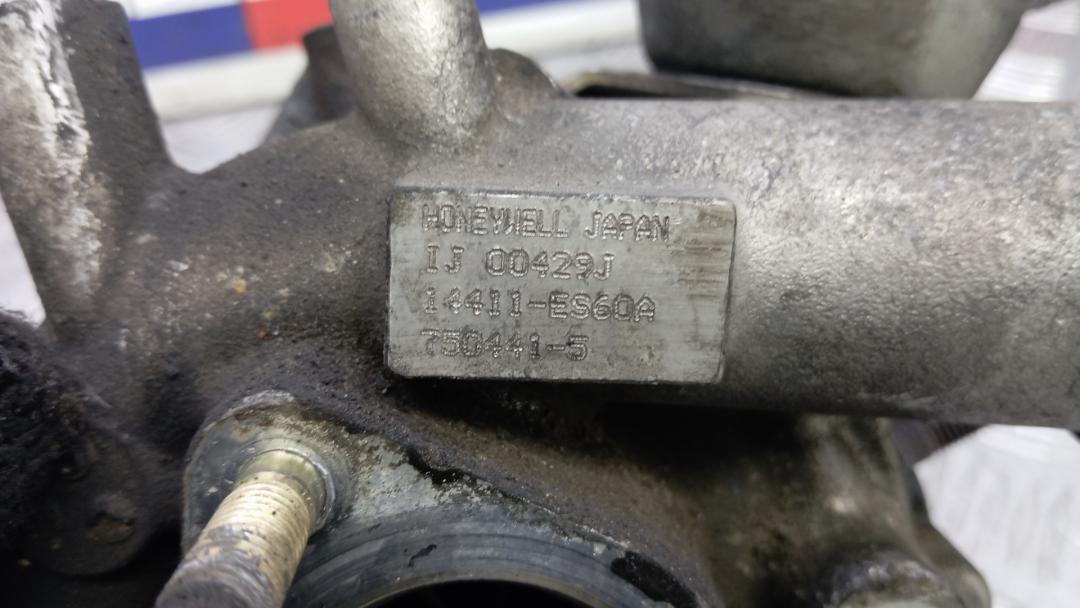 HONEYWELL JAPAN
IJ 00429J
14411-ES60A
750441-5